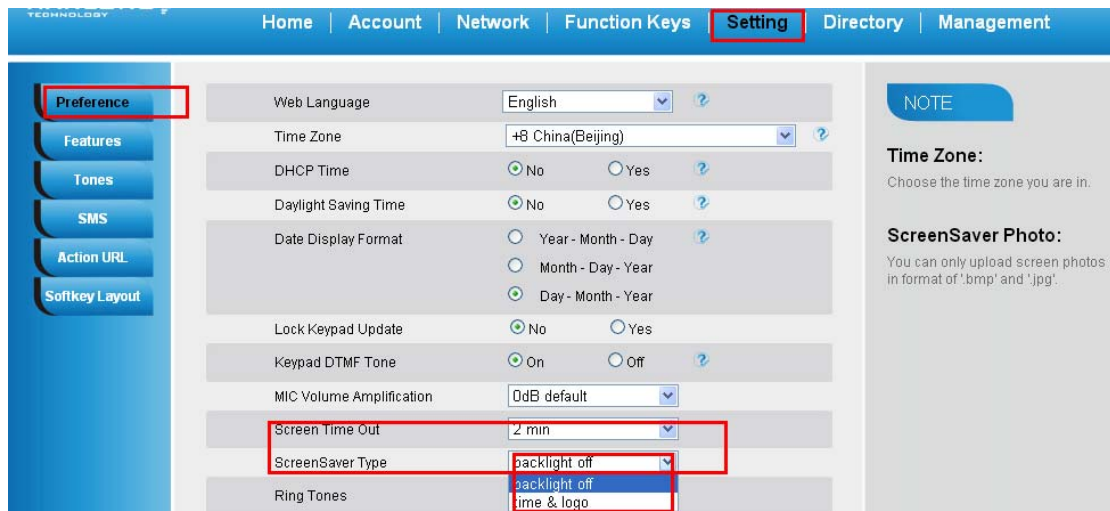 TECHNOLOGY
Home | Account | Network | Function Keys | Setting | Directory | Management
Preference
Features
Tones
SMS
Action URL
Softkey Layout
Web Language English
Time Zone +8 China(Beijing)
DHCP Time No Yes
Daylight Saving Time No Yes
Date Display Format Year - Month - Day
Month - Day - Year
Day - Month - Year
Lock Keypad Update No Yes
Keypad DTMF Tone On Off
MIC Volume Amplification 0dB default
Screen Time Out 2 min
ScreenSaver Type backlight off
backlight off
Ring Tones time & logo
NOTE
Time Zone:
Choose the time zone you are in.
ScreenSaver Photo:
You can only upload screen photos
in format of '.bmp' and '.jpg'.